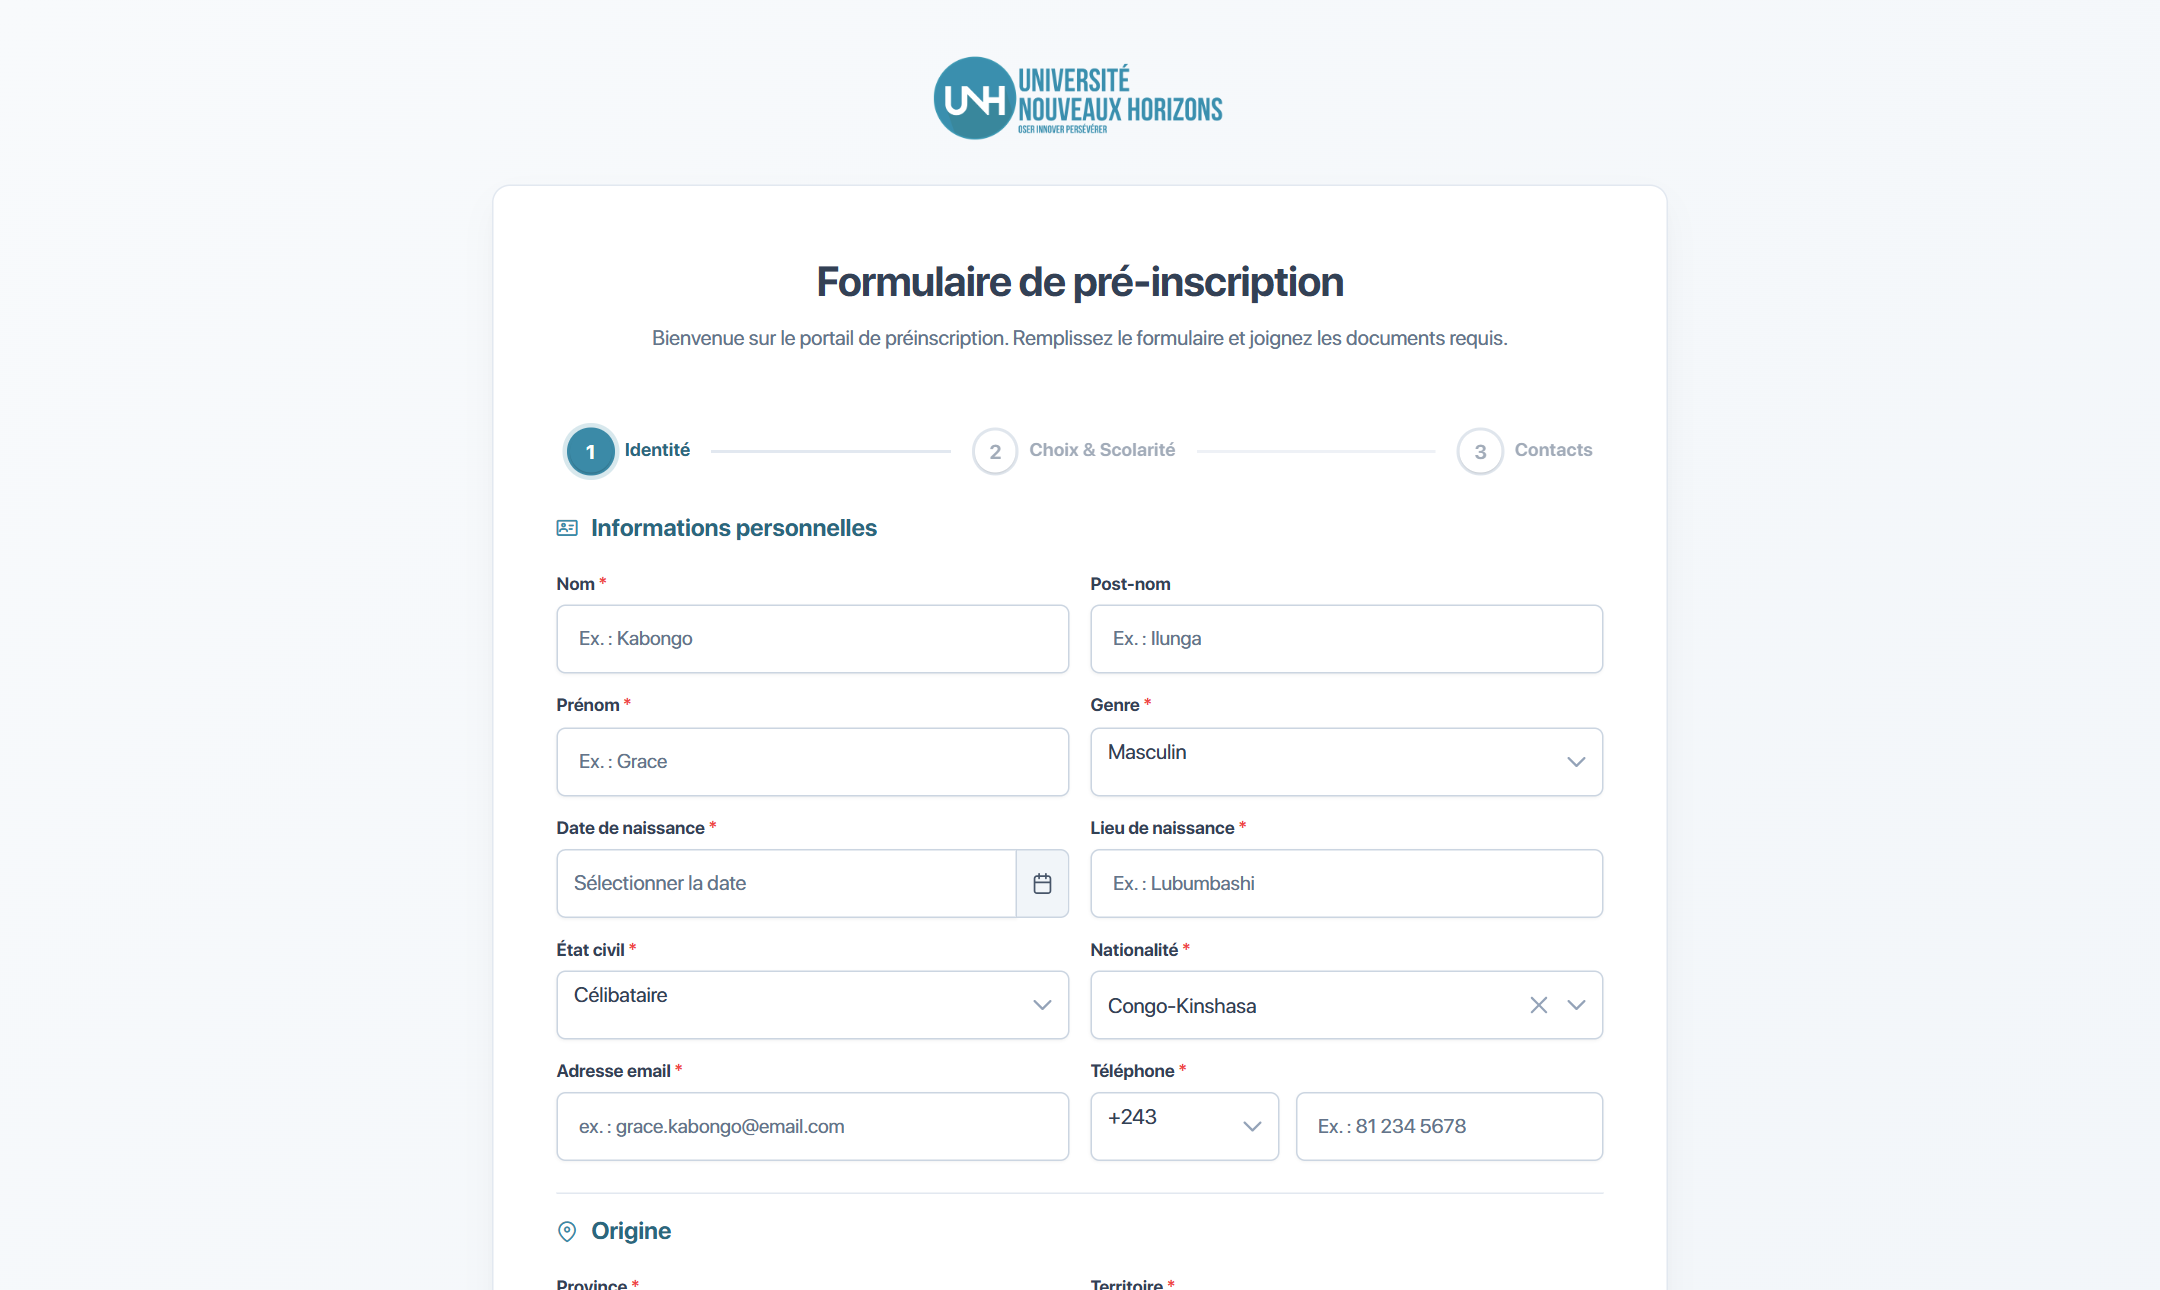 UNH
UNIVERSITÉ
NOUVEAUX HORIZONS
OSER INNOVER PERSÉVÉRER
Formulaire de pré-inscription
Bienvenue sur le portail de préinscription. Remplissez le formulaire et joignez les documents requis.
1 Identité 2 Choix & Scolarité 3 Contacts
Informations personnelles
Nom * Post-nom
Ex. : Kabongo Ex. : Ilunga
Prénom * Genre *
Ex. : Grace Masculin
Date de naissance * Lieu de naissance *
Sélectionner la date Ex. : Lubumbashi
État civil * Nationalité *
Célibataire Congo-Kinshasa
Adresse email * Téléphone *
ex. : grace.kabongo@email.com +243 Ex. : 81 234 5678
Origine
Province * Territoire *